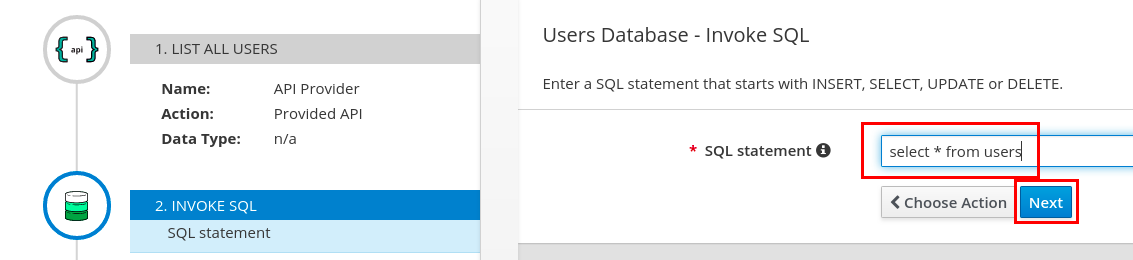 api
1. LIST ALL USERS
Name: API Provider
Action: Provided API
Data Type: n/a
2. INVOKE SQL
SQL statement
Users Database - Invoke SQL
Enter a SQL statement that starts with INSERT, SELECT, UPDATE or DELETE.
* SQL statement
select * from users
Choose Action
Next